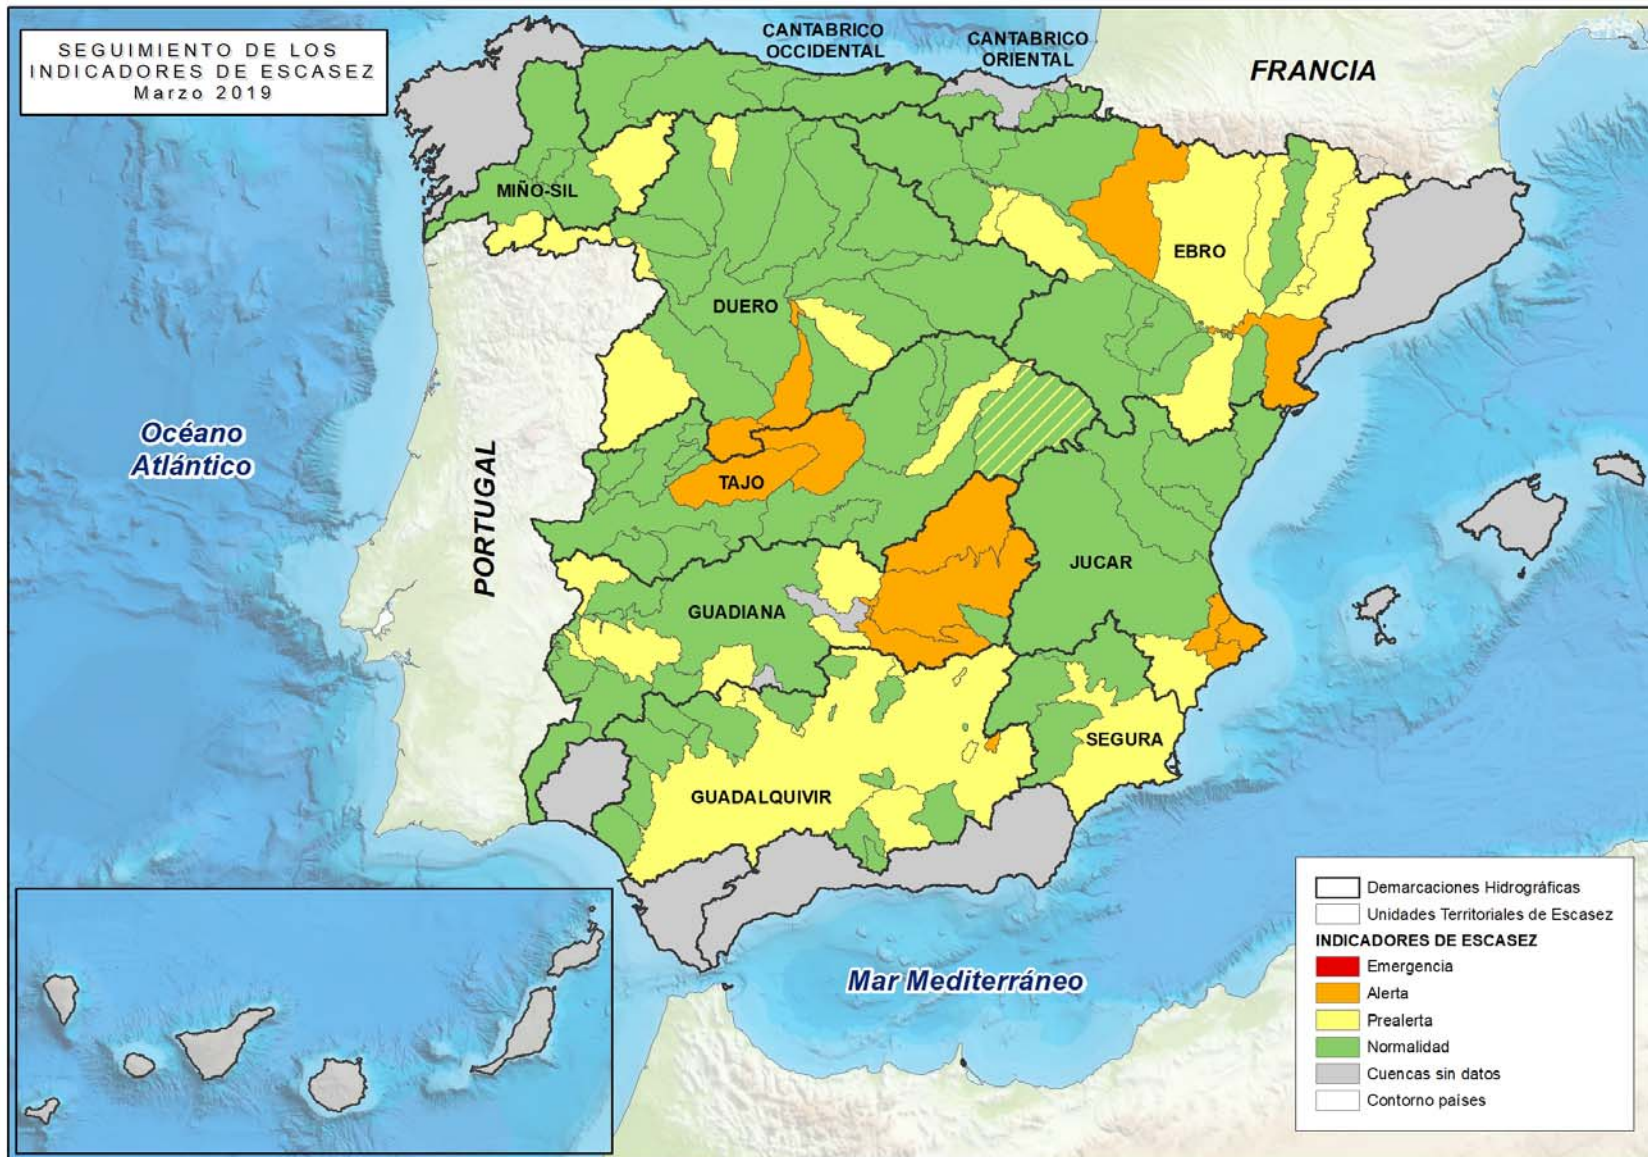 SEGUIMIENTO DE LOS
INDICADORES DE ESCASEZ
Marzo 2019
CANTABRICO
OCCIDENTAL
CANTABRICO
ORIENTAL
FRANCIA
MIÑO-SIL
EBRO
DUERO
Océano
Atlántico
PORTUGAL
TAJO
JUCAR
GUADIANA
SEGURA
GUADALQUIVIR
Mar Mediterráneo
Demarcaciones Hidrográficas
Unidades Territoriales de Escasez
INDICADORES DE ESCASEZ
Emergencia
Alerta
Prealerta
Normalidad
Cuencas sin datos
Contorno países